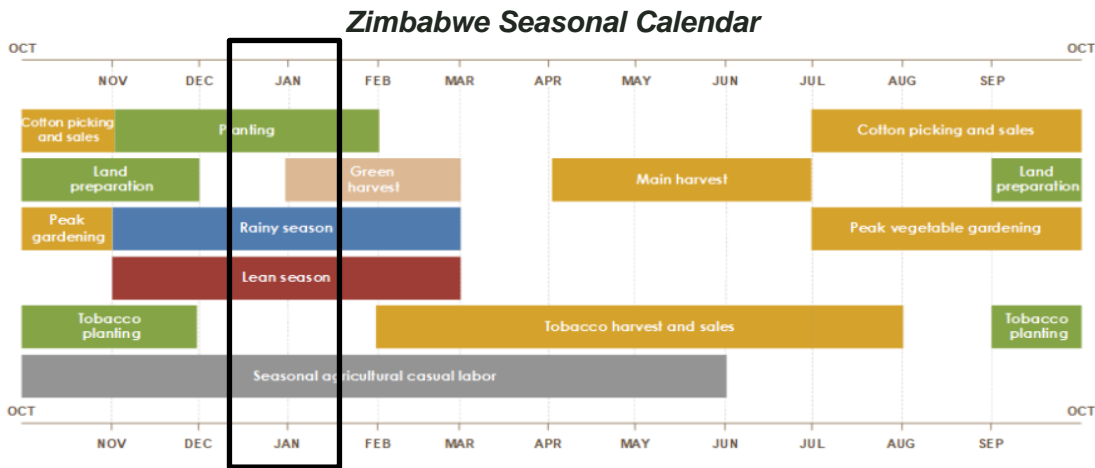 Zimbabwe Seasonal Calendar
OCT OCT
NOV DEC JAN FEB MAR APR MAY JUN JUL AUG SEP
Cotton picking
and sales
Planting
Cotton picking and sales
Land
preparation
Green
harvest
Main harvest
Land
preparation
Peak
gardening
Rainy season
Peak vegetable gardening
Lean season
Tobacco
planting
Tobacco harvest and sales
Tobacco
planting
Seasonal agricultural casual labor
OCT OCT
NOV DEC JAN FEB MAR APR MAY JUN JUL AUG SEP